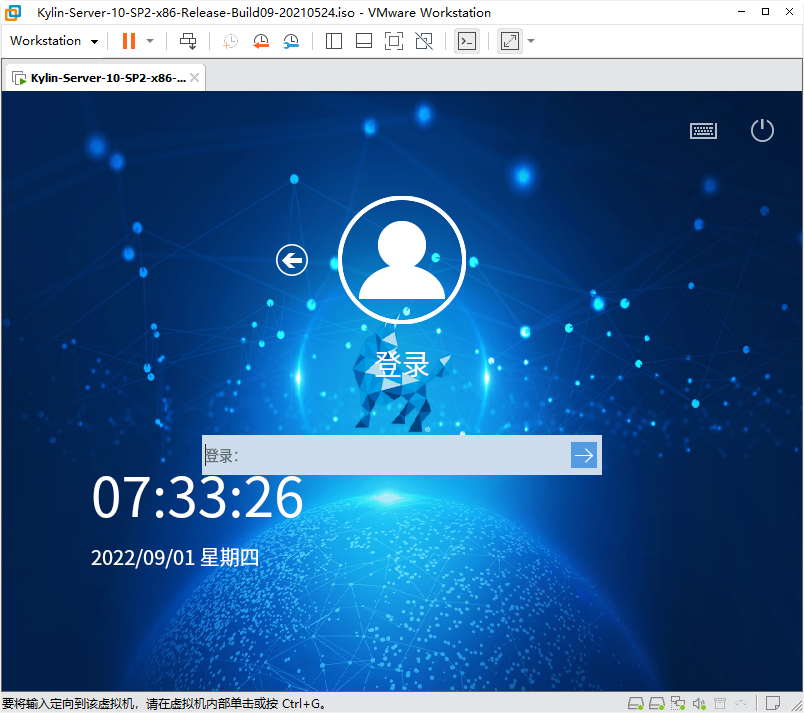 Kylin-Server-10-SP2-x86-Release-Build09-20210524.iso - VMware Workstation
Workstation
Kylin-Server-10-SP2-x86-...
登录
登录：
07:33:26
2022/09/01 星期四
要将输入定向到该虚拟机，请在虚拟机内部单击或按 Ctrl+G。